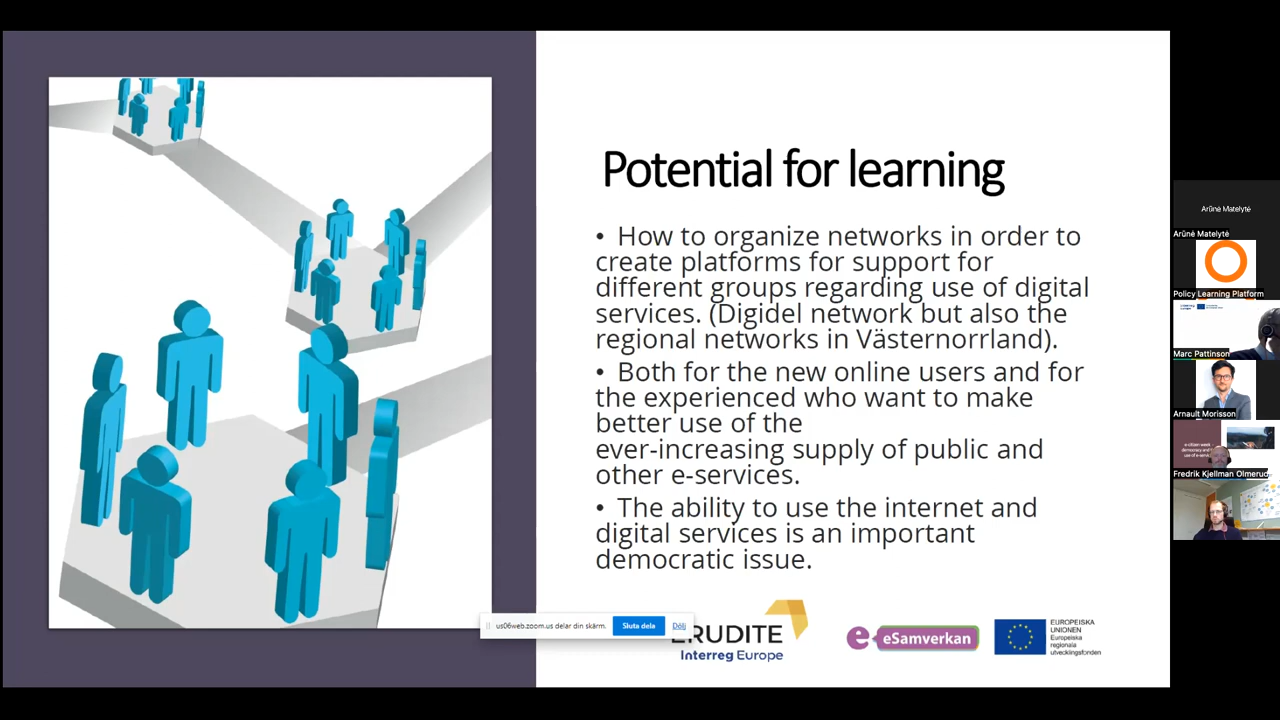 Potential for learning
• How to organize networks in order to
create platforms for support for
different groups regarding use of digital
services. (Digidel network but also the
regional networks in Västernorrland).
• Both for the new online users and for
the experienced who want to make
better use of the
ever-increasing supply of public and
other e-services.
• The ability to use the internet and
digital services is an important
democratic issue.
us06web.zoom.us delar din skärm.
Sluta dela
Dölj
ERUDITE
Interreg Europe
e eSamverkan
EUROPEISKA
UNIONEN
Europeiska
regionala
utvecklingsfonden
Arūnė Matelytė
Arūnė Matelytė
Policy Learning Platform
Marc Pattinson
Arnault Morisson
Fredrik Kjellman Olmerud